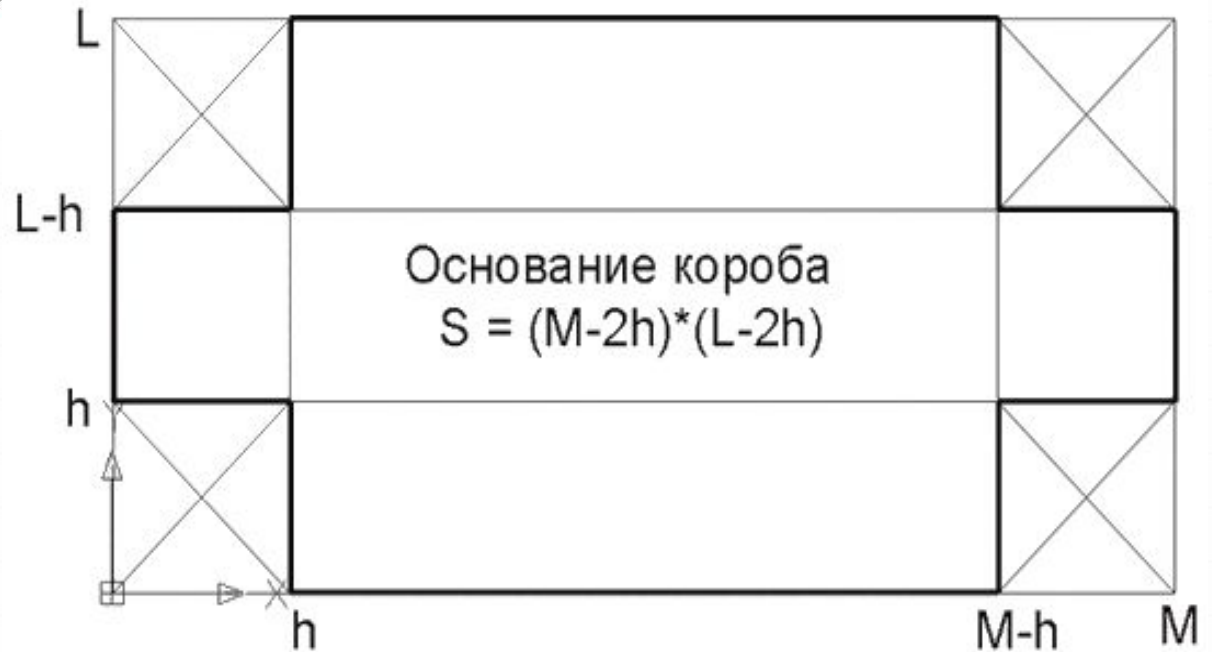 L
L-h
Основание короба
S = (M-2h)*(L-2h)
h
Y
X
h
M-h
M